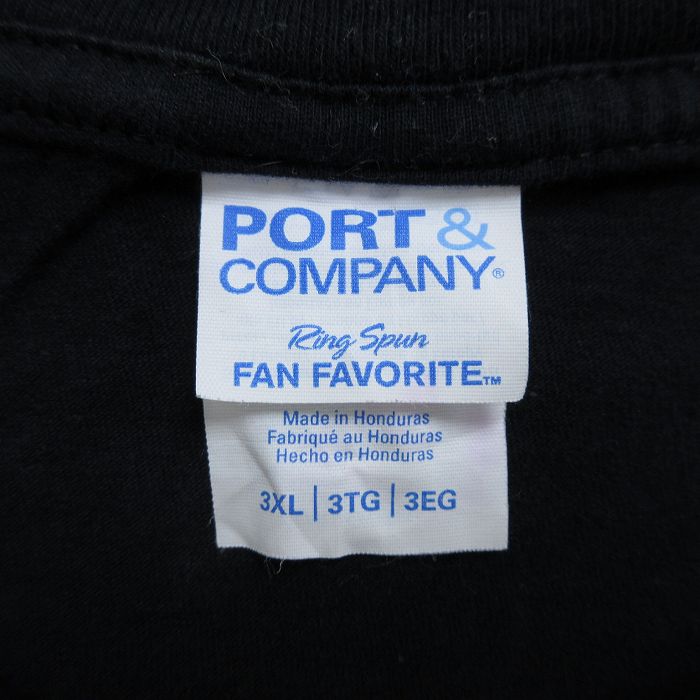 PORT &
COMPANY®
Ring Spun
FAN FAVORITE™
Made in Honduras
Fabriqué au Honduras
Hecho en Honduras
3XL | 3TG | 3EG